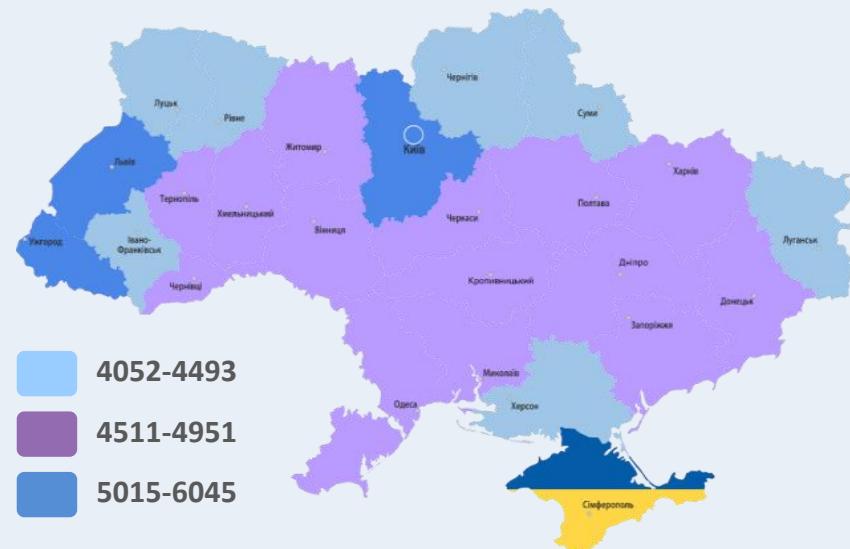 Чернігів
Луцьк
Рівне
Суми
Житомир
Київ
Львів
Харків
Тернопіль
Хмельницький
Полтава
Вінниця
Черкаси
Ужгород
Івано-
Франківськ
Луганськ
Дніпро
Чернівці
Кропивницький
Донецьк
Запоріжжя
4052-4493
Миколаїв
Одеса
Херсон
4511-4951
5015-6045
Сімферополь